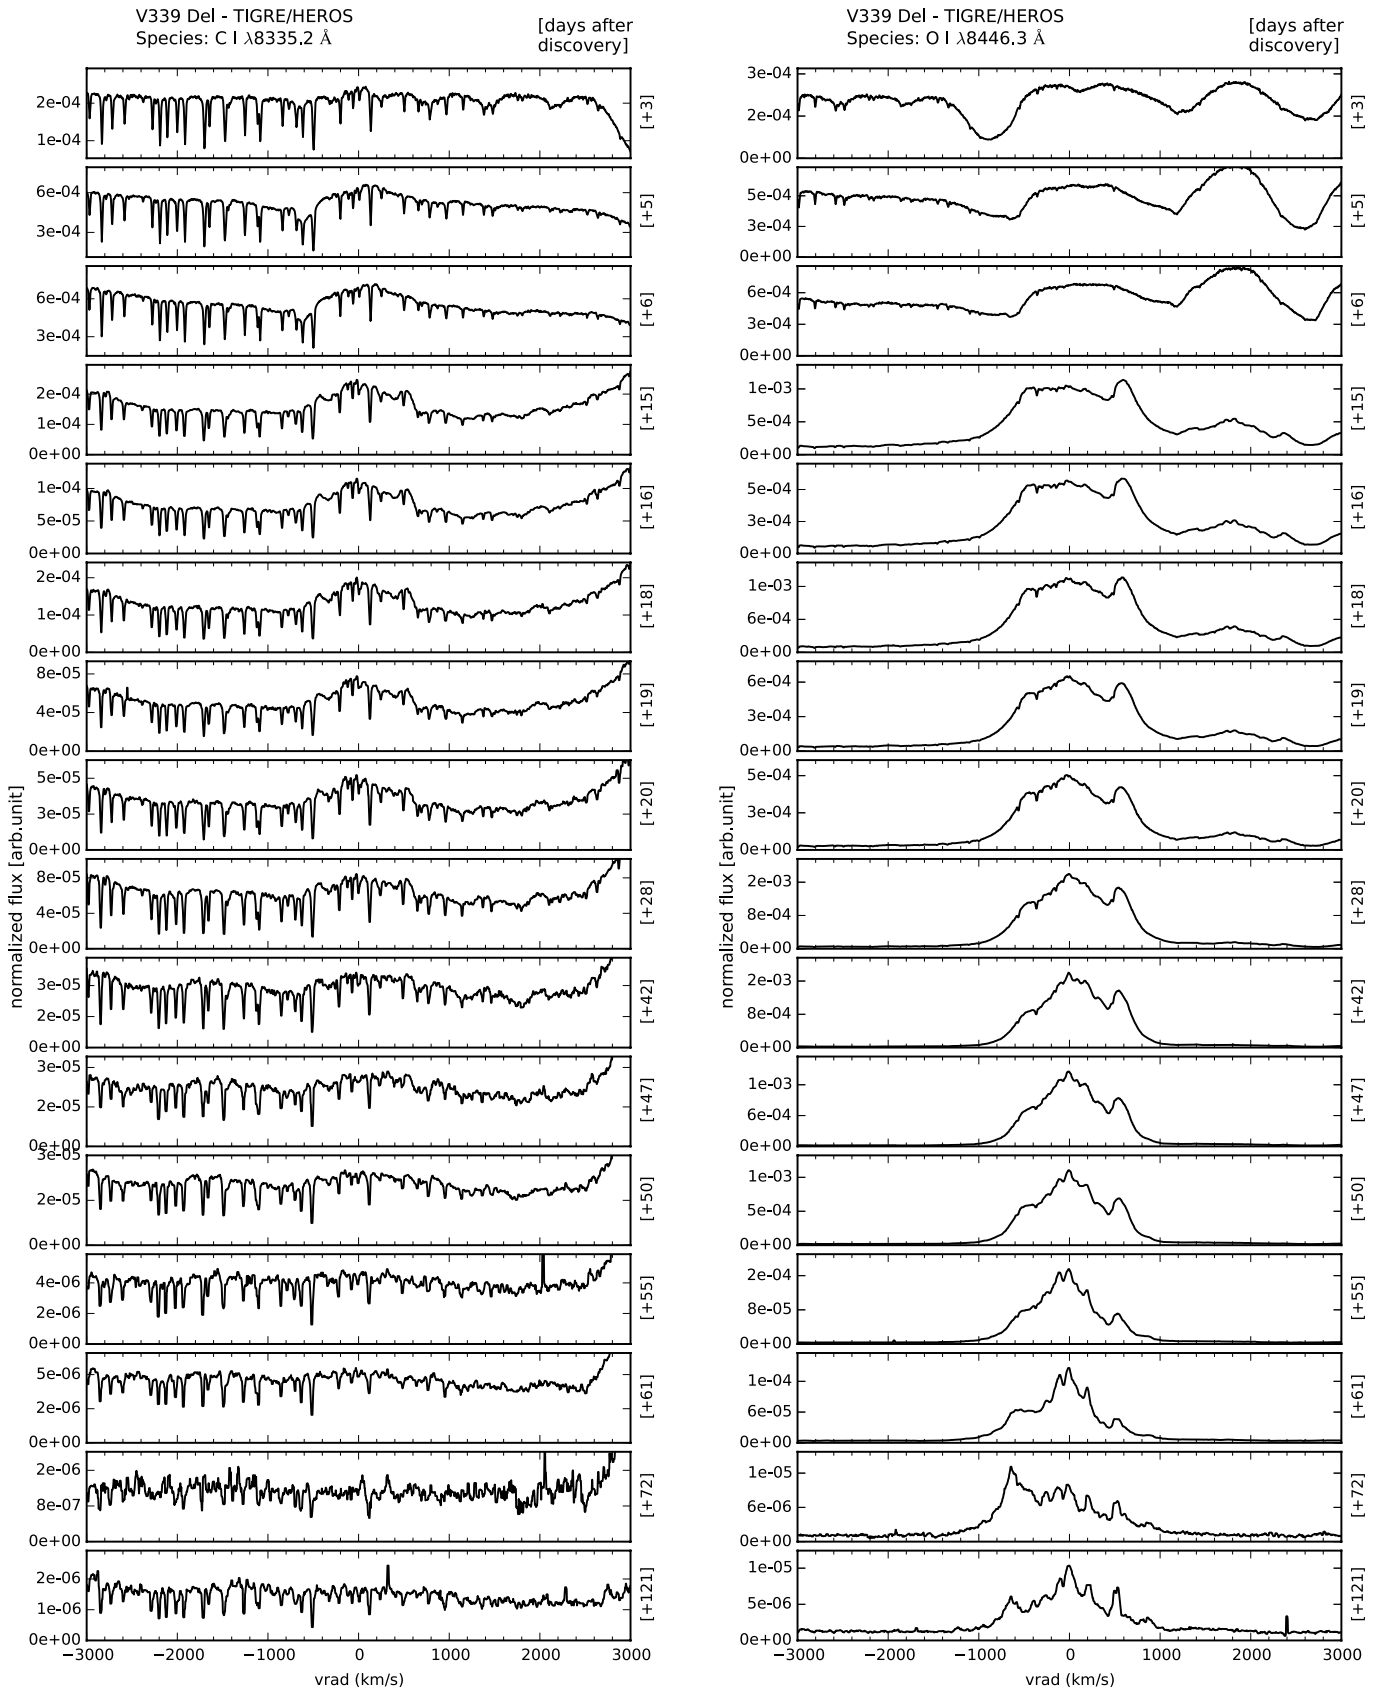 V339 Del - TIGRE/HEROS
Species: C I λ8335.2 Å
[days after
discovery]
2e-04
1e-04
[+3]
6e-04
3e-04
[+5]
6e-04
3e-04
[+6]
2e-04
1e-04
0e+00
[+15]
1e-04
5e-05
0e+00
[+16]
2e-04
1e-04
0e+00
[+18]
8e-05
4e-05
0e+00
[+19]
5e-05
3e-05
0e+00
[+20]
8e-05
4e-05
0e+00
[+28]
3e-05
2e-05
0e+00
[+42]
3e-05
2e-05
0e+00
[+47]
3e-05
2e-05
0e+00
[+50]
4e-06
2e-06
0e+00
[+55]
5e-06
2e-06
0e+00
[+61]
2e-06
8e-07
0e+00
[+72]
2e-06
1e-06
0e+00
[+121]
normalized flux [arb.unit]
−3000 −2000 −1000 0 1000 2000 3000
vrad (km/s)
V339 Del - TIGRE/HEROS
Species: O I λ8446.3 Å
[days after
discovery]
3e-04
2e-04
0e+00
[+3]
5e-04
2e-04
0e+00
[+5]
6e-04
3e-04
0e+00
[+6]
1e-03
5e-04
0e+00
[+15]
5e-04
3e-04
0e+00
[+16]
1e-03
6e-04
0e+00
[+18]
6e-04
3e-04
0e+00
[+19]
5e-04
3e-04
0e+00
[+20]
2e-03
8e-04
0e+00
[+28]
2e-03
8e-04
0e+00
[+42]
1e-03
6e-04
0e+00
[+47]
1e-03
5e-04
0e+00
[+50]
2e-04
8e-05
0e+00
[+55]
1e-04
6e-05
0e+00
[+61]
1e-05
6e-06
0e+00
[+72]
1e-05
5e-06
0e+00
[+121]
normalized flux [arb.unit]
−3000 −2000 −1000 0 1000 2000 3000
vrad (km/s)